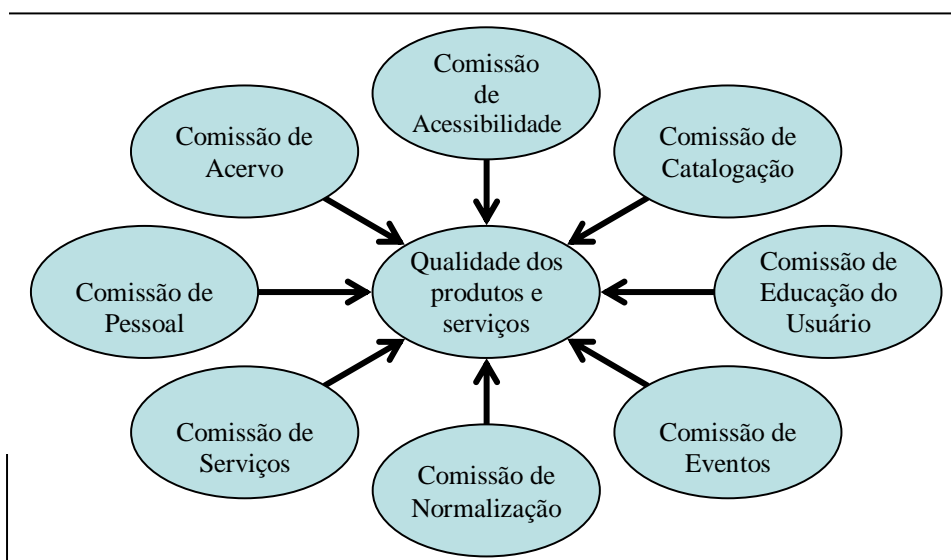 Comissão
de
Acessibilidade
Comissão de
Acervo
Comissão de
Catalogação
Qualidade dos
produtos e
serviços
Comissão de
Pessoal
Comissão de
Educação do
Usuário
Comissão de
Serviços
Comissão de
Normalização
Comissão de
Eventos